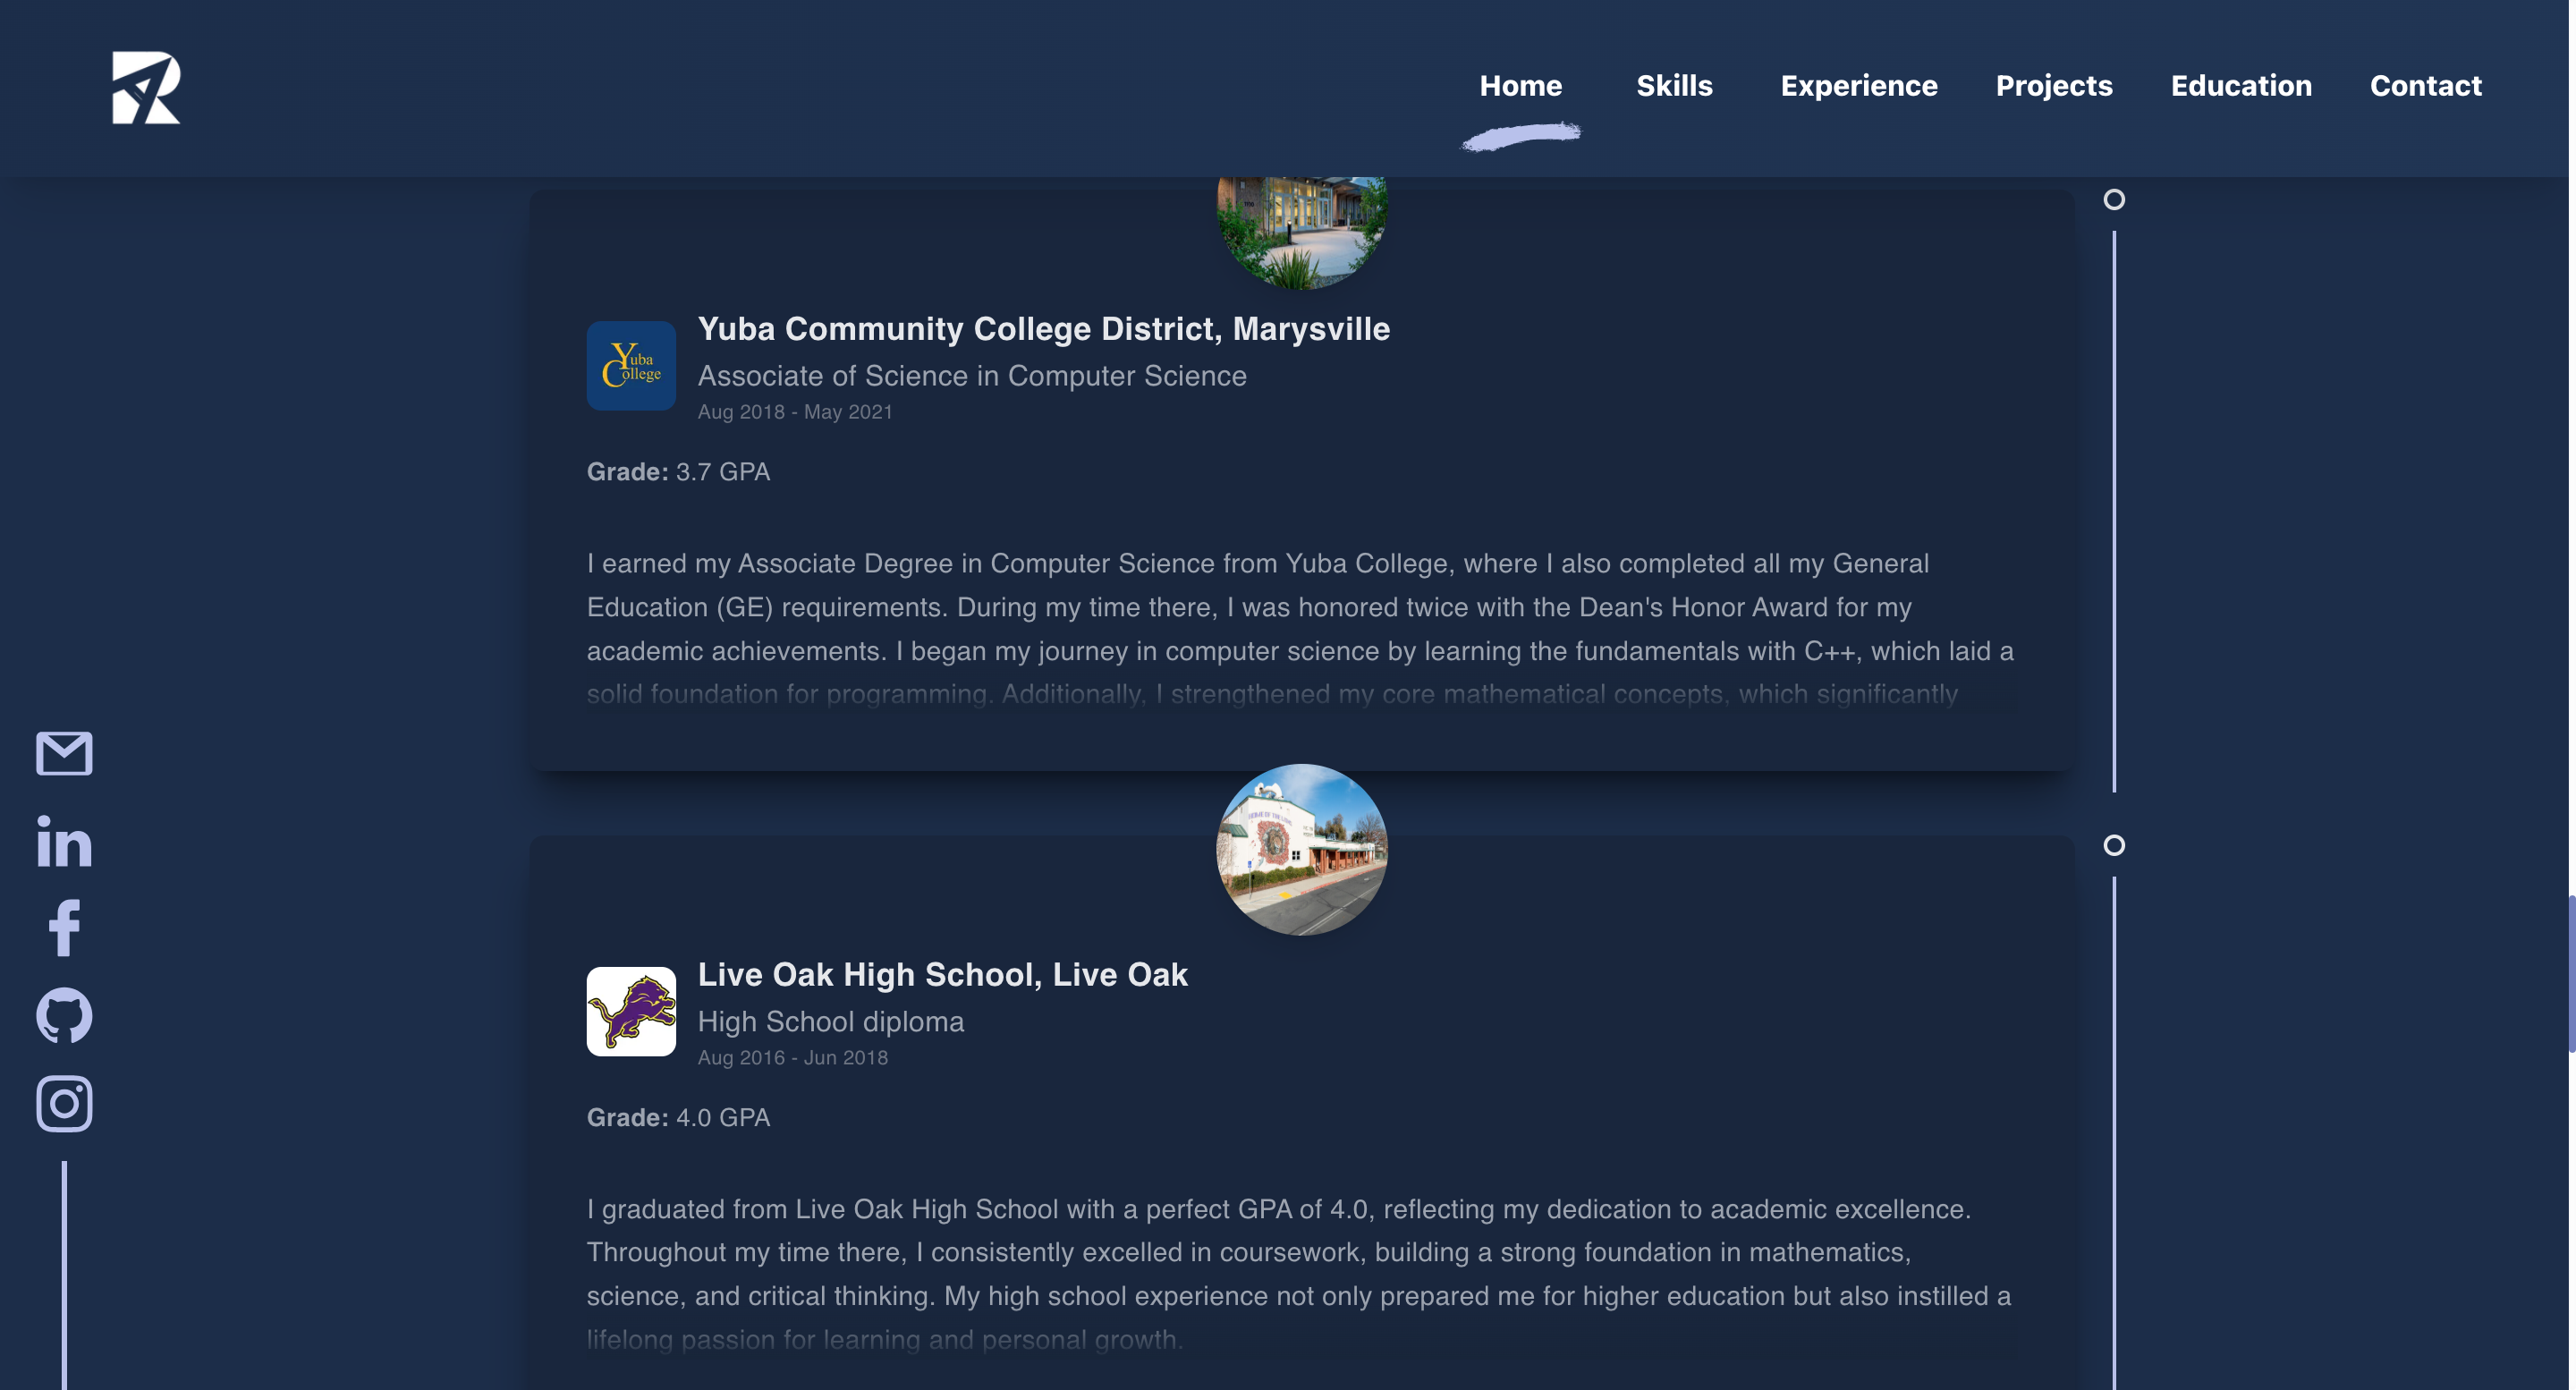 Home Skills Experience Projects Education Contact
Yuba Community College District, Marysville
Yuba
College
Associate of Science in Computer Science
Aug 2018 - May 2021
Grade: 3.7 GPA
I earned my Associate Degree in Computer Science from Yuba College, where I also completed all my General
Education (GE) requirements. During my time there, I was honored twice with the Dean's Honor Award for my
academic achievements. I began my journey in computer science by learning the fundamentals with C++, which laid a
solid foundation for programming. Additionally, I strengthened my core mathematical concepts, which significantly
Live Oak High School, Live Oak
High School diploma
Aug 2016 - Jun 2018
Grade: 4.0 GPA
I graduated from Live Oak High School with a perfect GPA of 4.0, reflecting my dedication to academic excellence.
Throughout my time there, I consistently excelled in coursework, building a strong foundation in mathematics,
science, and critical thinking. My high school experience not only prepared me for higher education but also instilled a
lifelong passion for learning and personal growth.